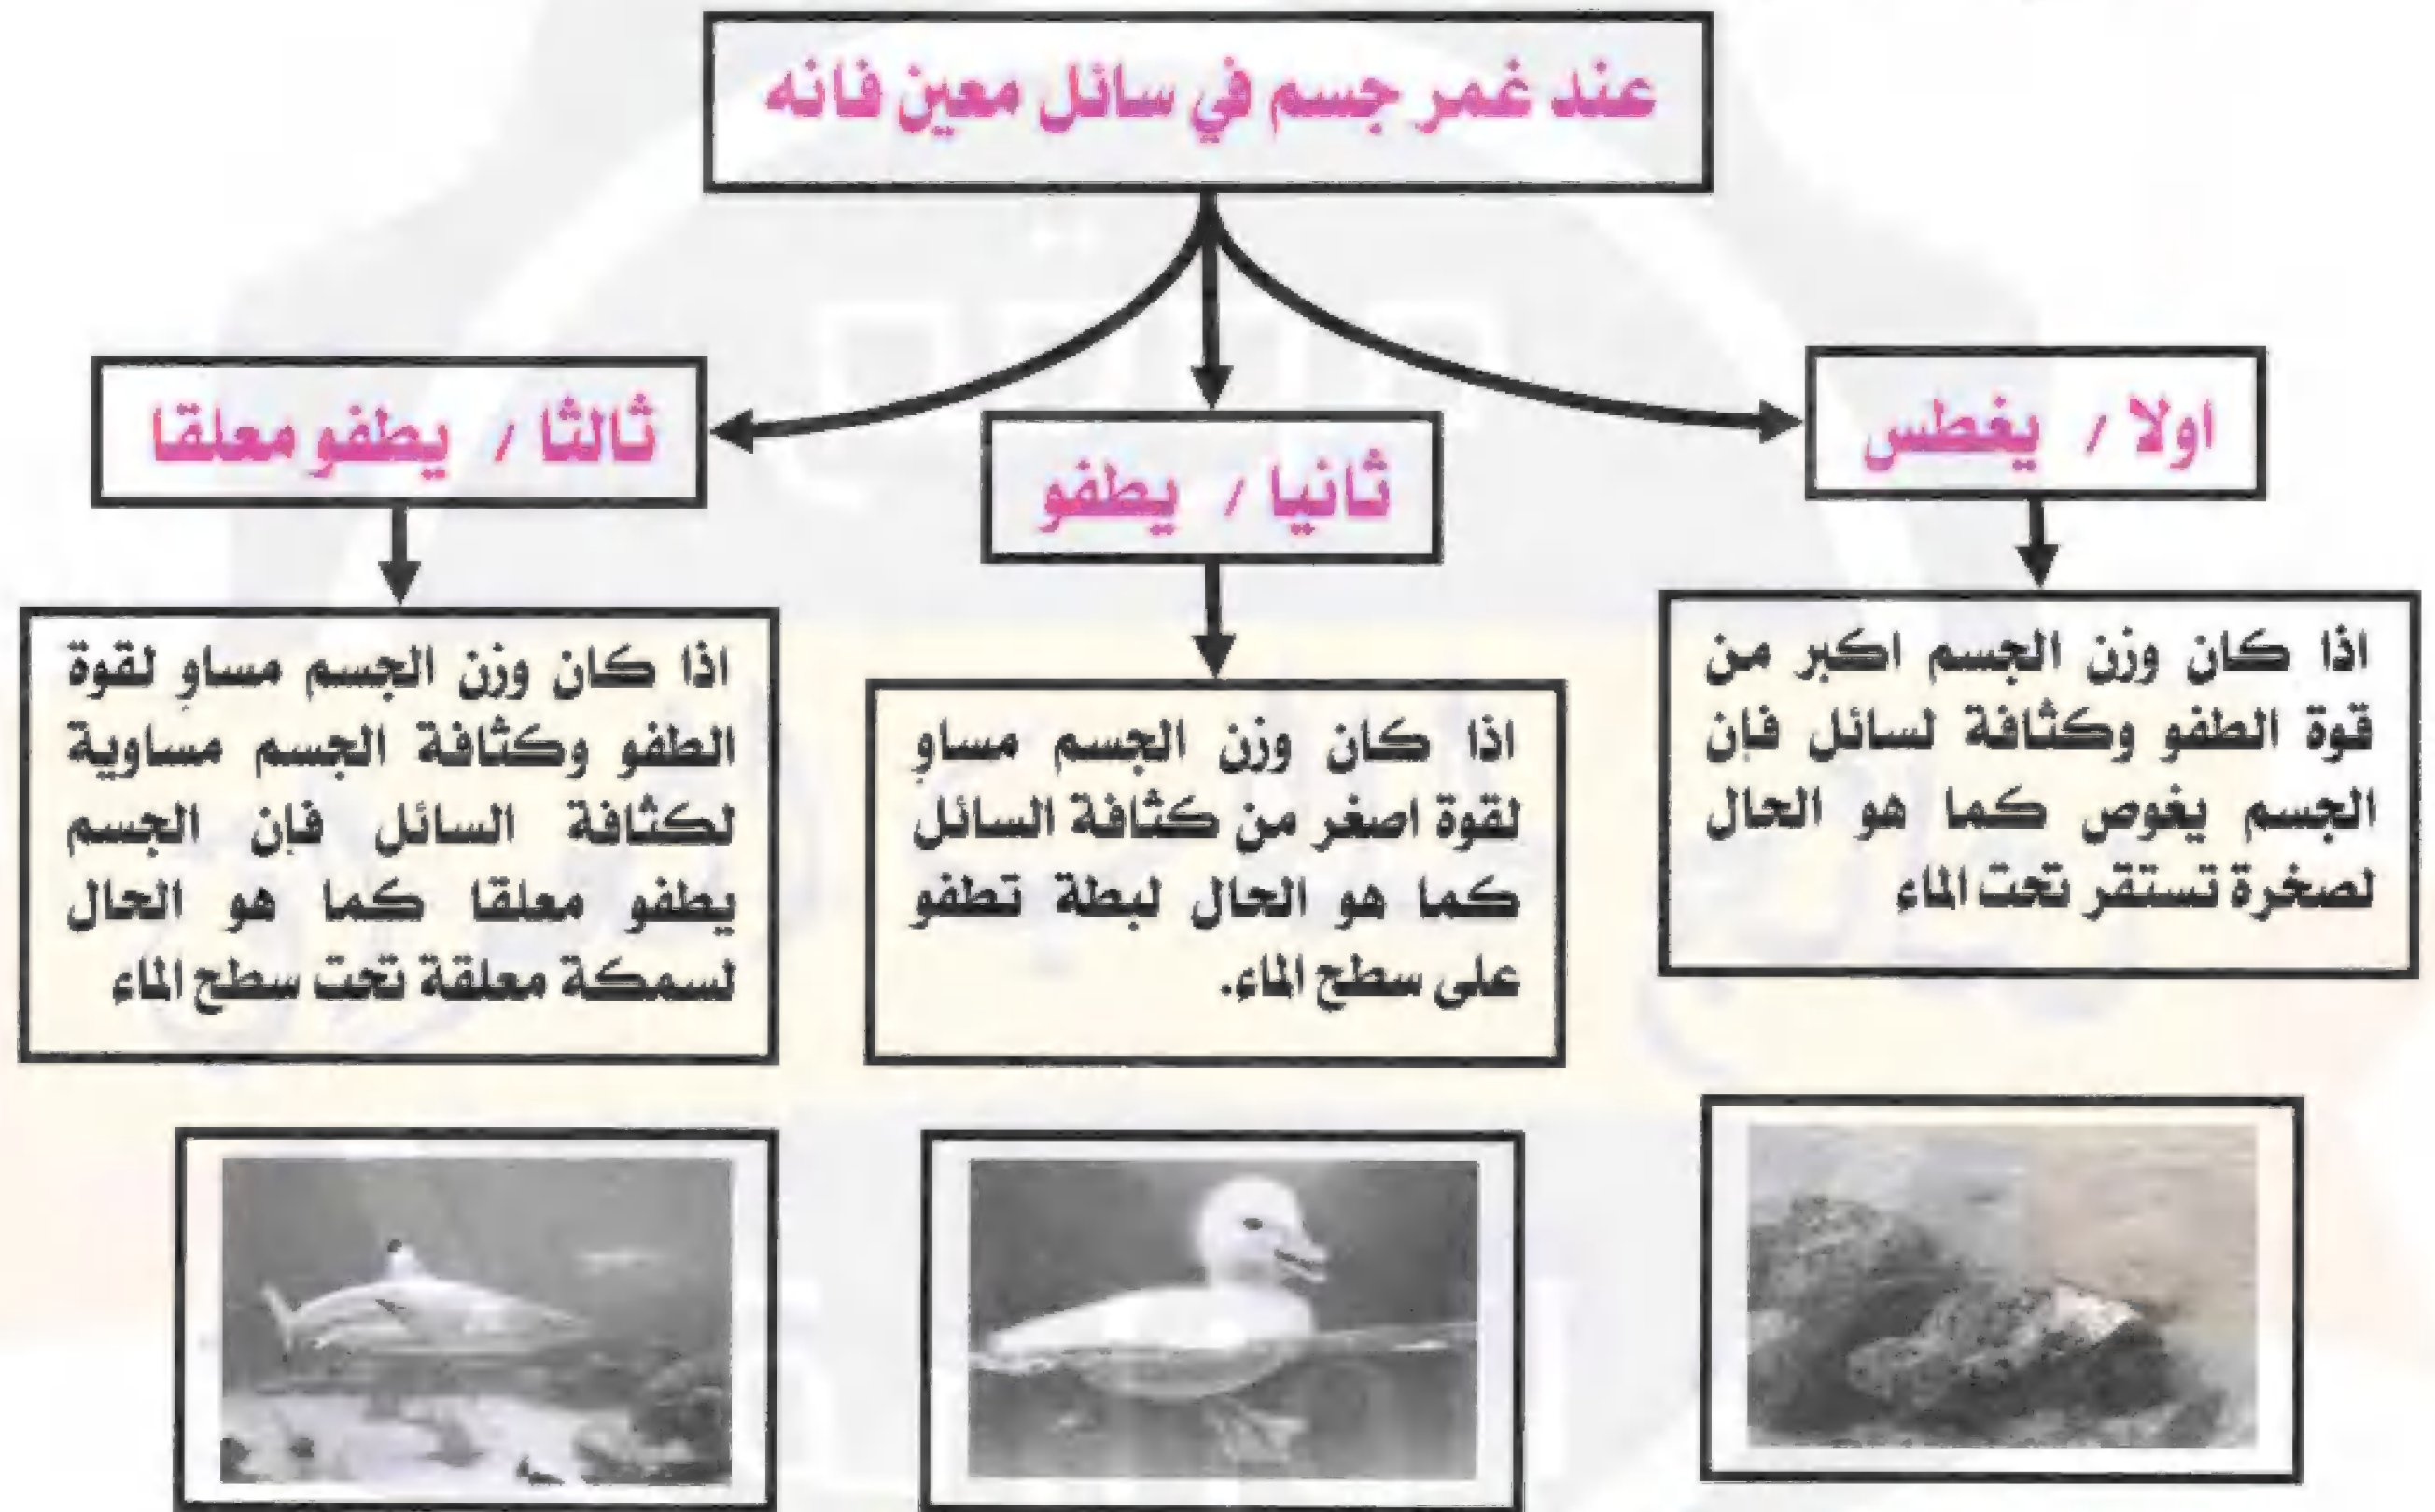 عند غمر جسم في سائل معين فانه
اولا / يغطس
ثانيا / يطفو
ثالثا / يطفو معلقا
اذا كان وزن الجسم اكبر من
قوة الطفو وكثافة لسائل فإن
الجسم يغوص كما هو الحال
لصخرة تستقر تحت الماء
اذا كان وزن الجسم مساوِ
لقوة اصغر من كثافة السائل
كما هو الحال لبطة تطفو
على سطح الماء.
اذا كان وزن الجسم مساوِ لقوة
الطفو وكثافة الجسم مساوية
لكثافة السائل فإن الجسم
يطفو معلقا كما هو الحال
لسمكة معلقة تحت سطح الماء